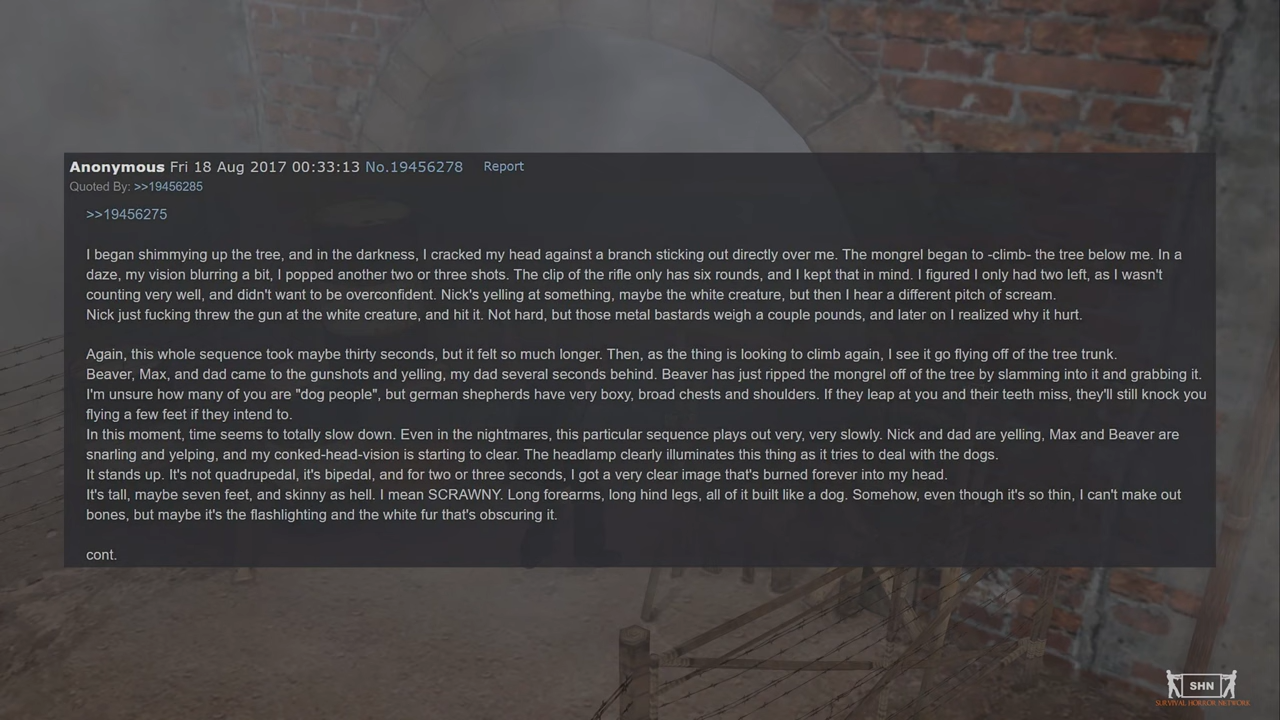 Anonymous Fri 18 Aug 2017 00:33:13 No.19456278 Report
Quoted By: >>19456285
>>19456275
I began shimmying up the tree, and in the darkness, I cracked my head against a branch sticking out directly over me. The mongrel began to -climb- the tree below me. In a
daze, my vision blurring a bit, I popped another two or three shots. The clip of the rifle only has six rounds, and I kept that in mind. I figured I only had two left, as I wasn't
counting very well, and didn't want to be overconfident. Nick's yelling at something, maybe the white creature, but then I hear a different pitch of scream.
Nick just fucking threw the gun at the white creature, and hit it. Not hard, but those metal bastards weigh a couple pounds, and later on I realized why it hurt.
Again, this whole sequence took maybe thirty seconds, but it felt so much longer. Then, as the thing is looking to climb again, I see it go flying off of the tree trunk.
Beaver, Max, and dad came to the gunshots and yelling, my dad several seconds behind. Beaver has just ripped the mongrel off of the tree by slamming into it and grabbing it.
I'm unsure how many of you are "dog people", but german shepherds have very boxy, broad chests and shoulders. If they leap at you and their teeth miss, they'll still knock you
flying a few feet if they intend to.
In this moment, time seems to totally slow down. Even in the nightmares, this particular sequence plays out very, very slowly. Nick and dad are yelling, Max and Beaver are
snarling and yelping, and my conked-head-vision is starting to clear. The headlamp clearly illuminates this thing as it tries to deal with the dogs.
It stands up. It's not quadrupedal, it's bipedal, and for two or three seconds, I got a very clear image that's burned forever into my head.
It's tall, maybe seven feet, and skinny as hell. I mean SCRAWNY. Long forearms, long hind legs, all of it built like a dog. Somehow, even though it's so thin, I can't make out
bones, but maybe it's the flashlighting and the white fur that's obscuring it.
cont.
SHN
SURVIVAL HORROR NETWORK